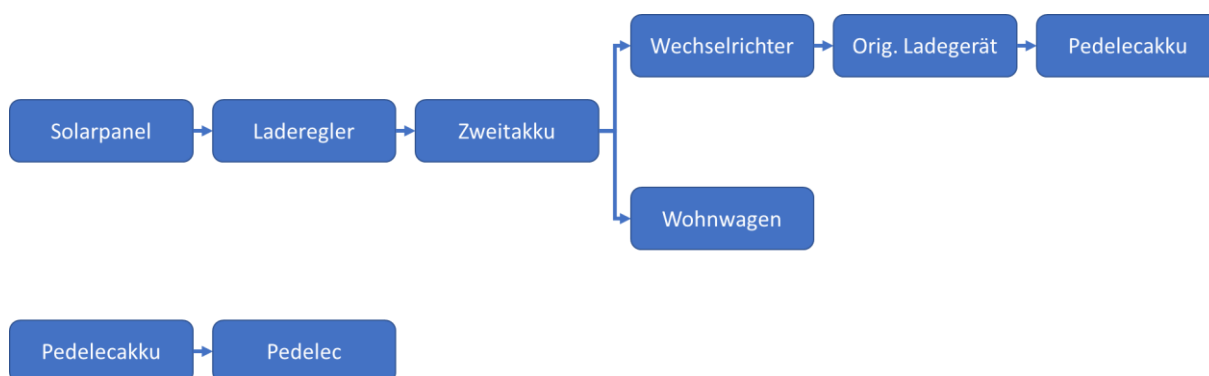 Wechselrichter
Orig. Ladegerät
Pedelecakku
Solarpanel
Laderegler
Zweitakku
Wohnwagen
Pedelecakku
Pedelec